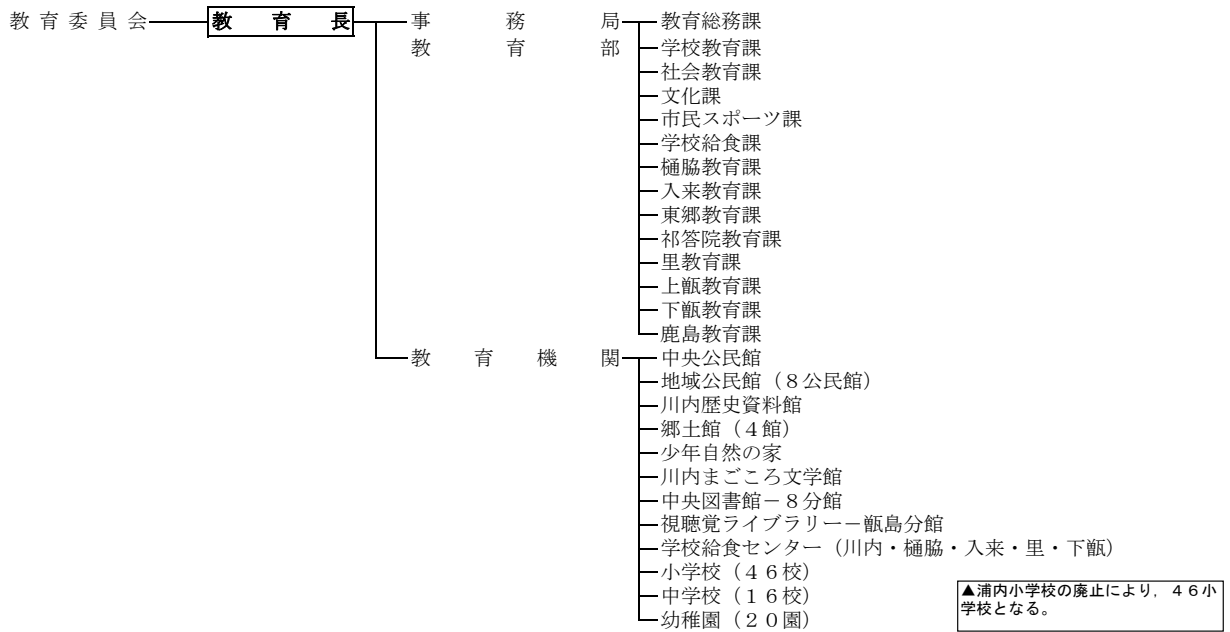 教育委員会 教育長 事務局 教育総務課
教育部 学校教育課
社会教育課
文化課
市民スポーツ課
学校給食課
樋脇教育課
入来教育課
東郷教育課
祁答院教育課
里教育課
上甑教育課
下甑教育課
鹿島教育課
教育機関 中央公民館
地域公民館（８公民館）
川内歴史資料館
郷土館（４館）
少年自然の家
川内まごころ文学館
中央図書館－８分館
視聴覚ライブラリー－甑島分館
学校給食センター（川内・樋脇・入来・里・下甑）
小学校（４６校）
中学校（１６校）
幼稚園（２０園）
▲浦内小学校の廃止により，４６小
学校となる。